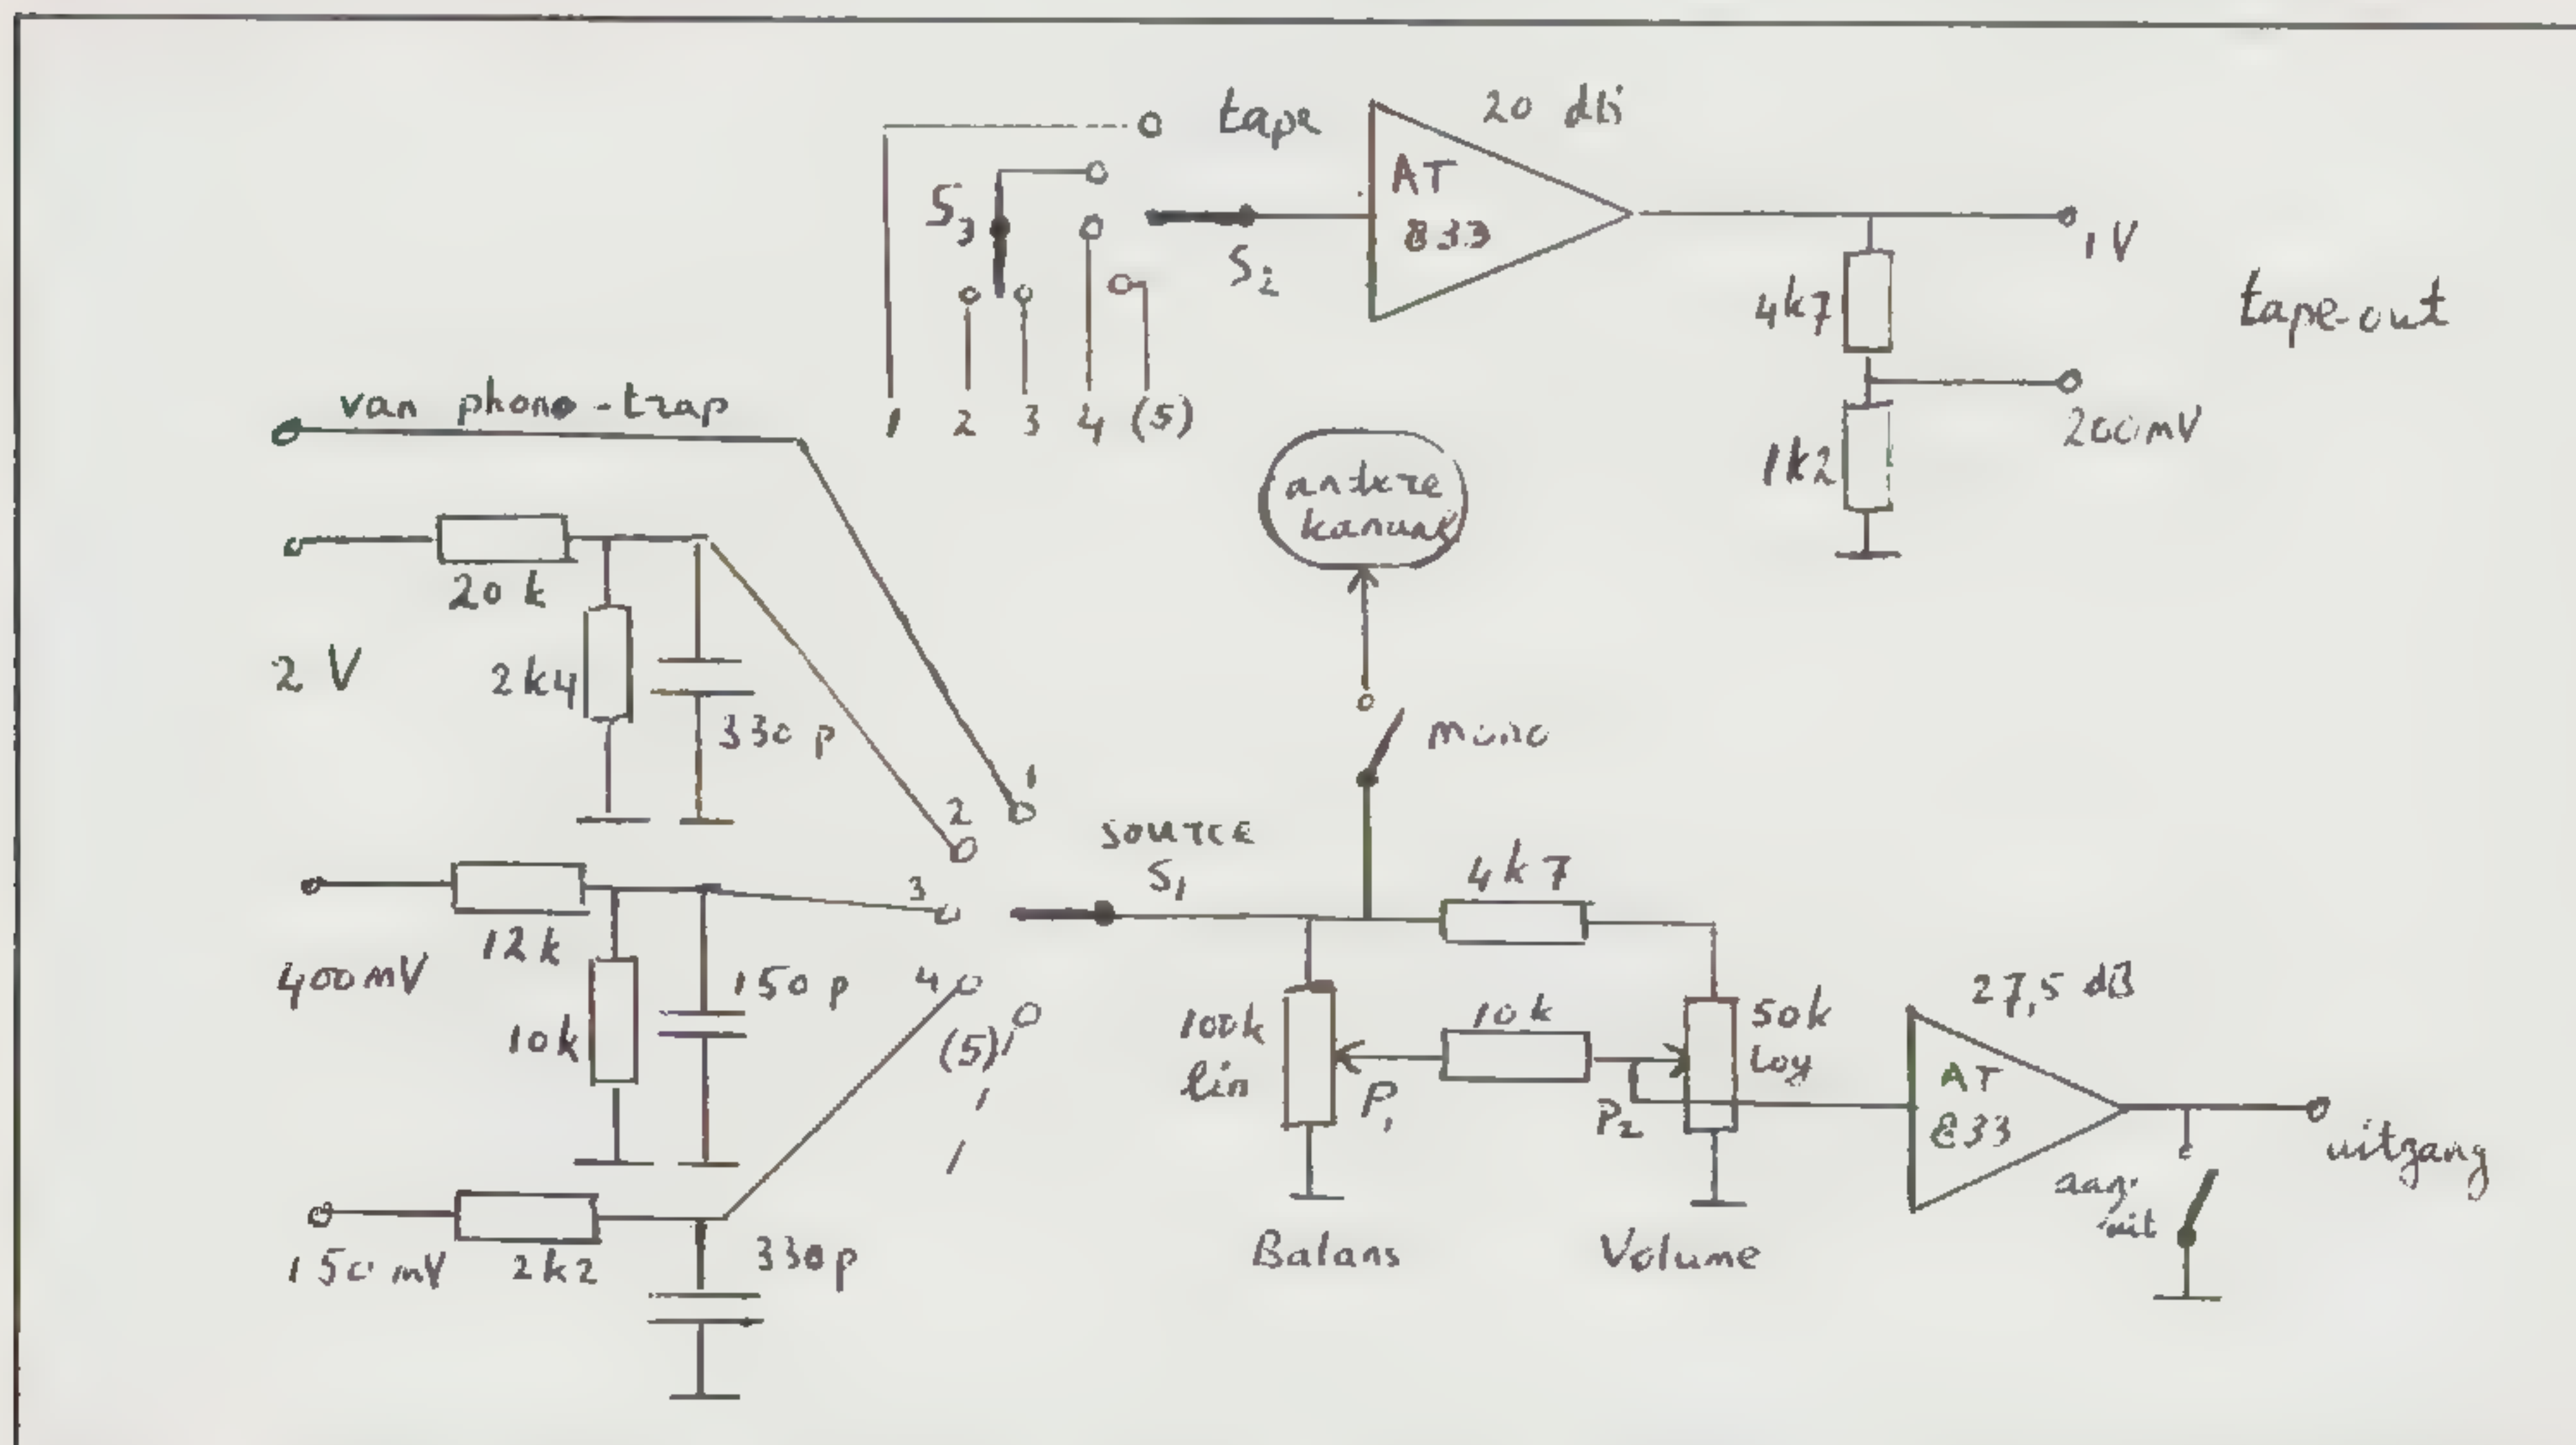 tape
20 dB
AT
833
S3
S2
1V
4k7
tape-out
1 2 3 4 (5)
200mV
1k2
van phono-trap
andere
kanaal
20 k
2 V
2k4
330 p
mono
1
2
3
4
(5)
source
S1
4k7
12k
400mV
10k
150 p
100k
lin
P1
10k
P2
50k
log
27,5 dB
AT
833
uitgang
aan
uit
150 mV
2k2
330p
Balans
Volume